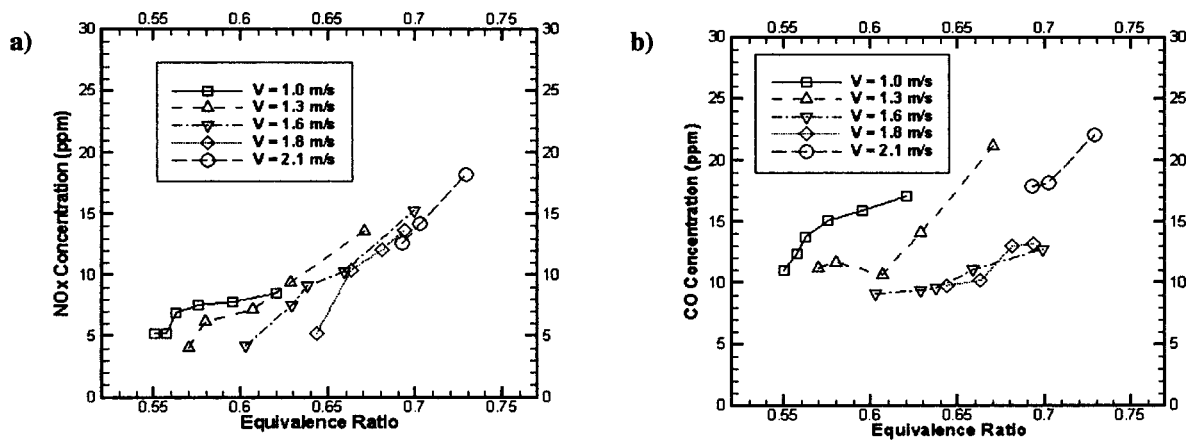 a)
0.55 0.6 0.65 0.7 0.75
30 30
25 25
20 20
15 15
10 10
5 5
0 0
NOx Concentration (ppm)
V = 1.0 m/s
V = 1.3 m/s
V = 1.6 m/s
V = 1.8 m/s
V = 2.1 m/s
0.55 0.6 0.65 0.7 0.75
Equivalence Ratio
b)
0.55 0.6 0.65 0.7 0.75
30 30
25 25
20 20
15 15
10 10
5 5
0 0
CO Concentration (ppm)
V = 1.0 m/s
V = 1.3 m/s
V = 1.6 m/s
V = 1.8 m/s
V = 2.1 m/s
0.55 0.6 0.65 0.7 0.75
Equivalence Ratio